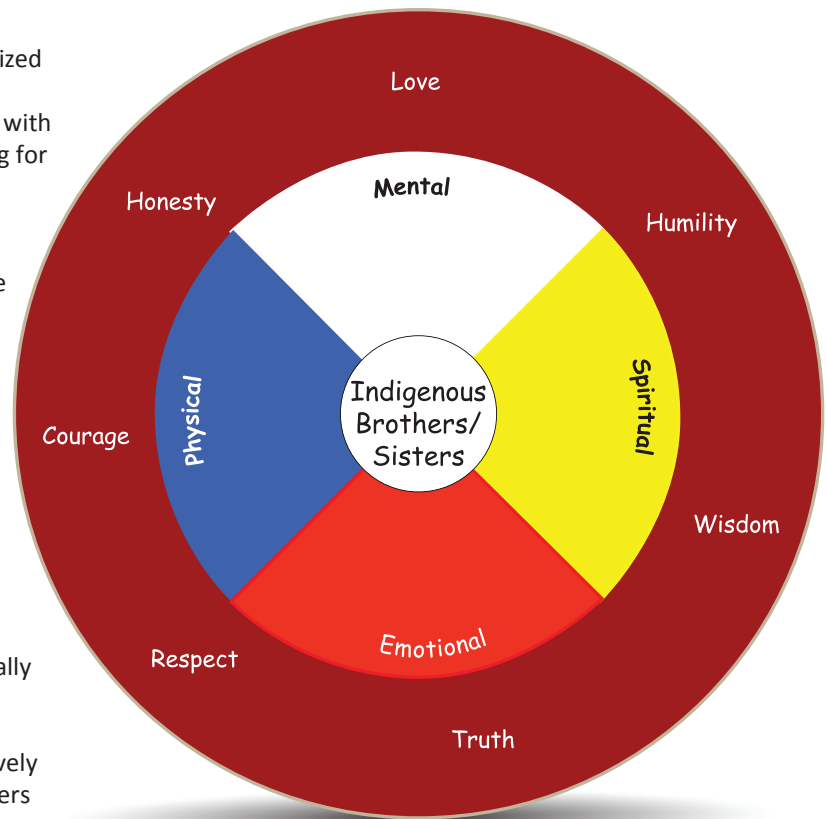 ized
with
g for
e
ally
vely
ers
Love
Honesty
Mental
Humility
Physical
Indigenous
Brothers/
Sisters
Spiritual
Courage
Wisdom
Respect
Emotional
Truth